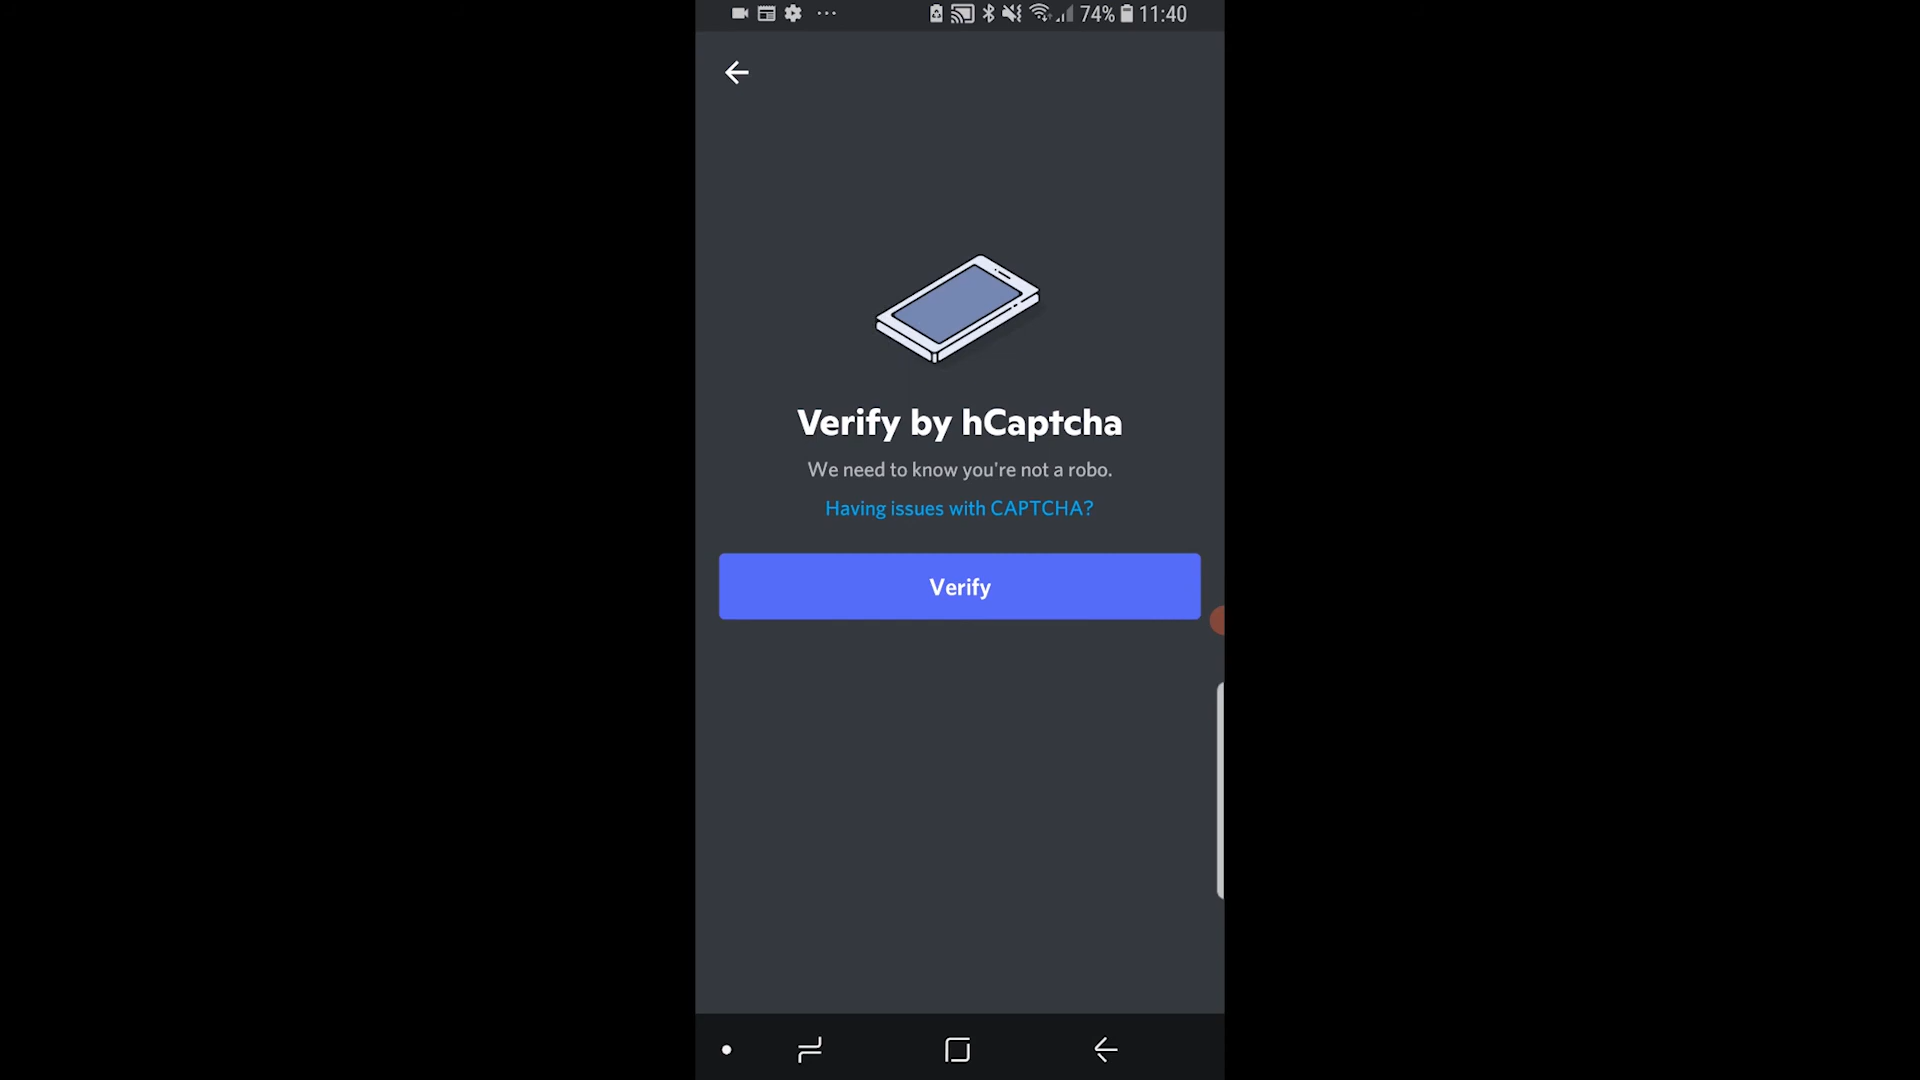 74% 11:40
Verify by hCaptcha
We need to know you're not a robo.
Having issues with CAPTCHA?
Verify